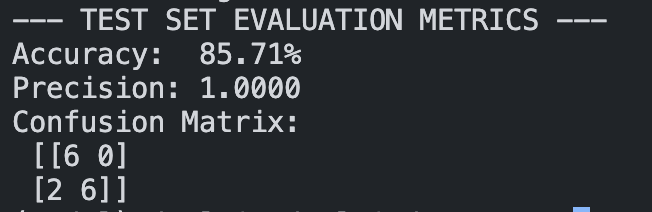 --- TEST SET EVALUATION METRICS ---
Accuracy:  85.71%
Precision: 1.0000
Confusion Matrix:
 [[6 0]
 [2 6]]